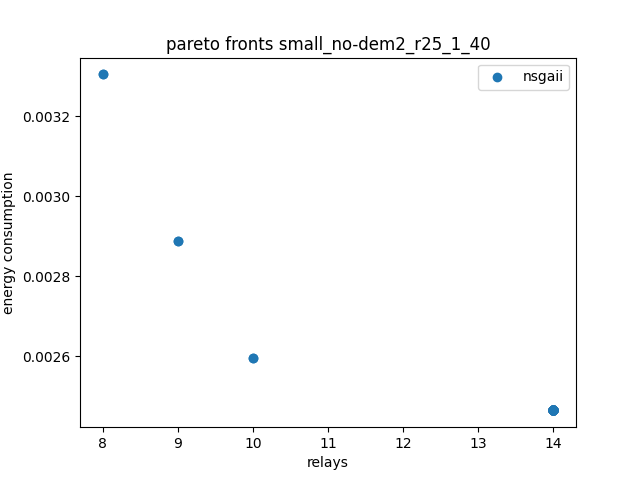 pareto fronts small_no-dem2_r25_1_40
nsgaii
energy consumption
0.0032
0.0030
0.0028
0.0026
8 9 10 11 12 13 14
relays